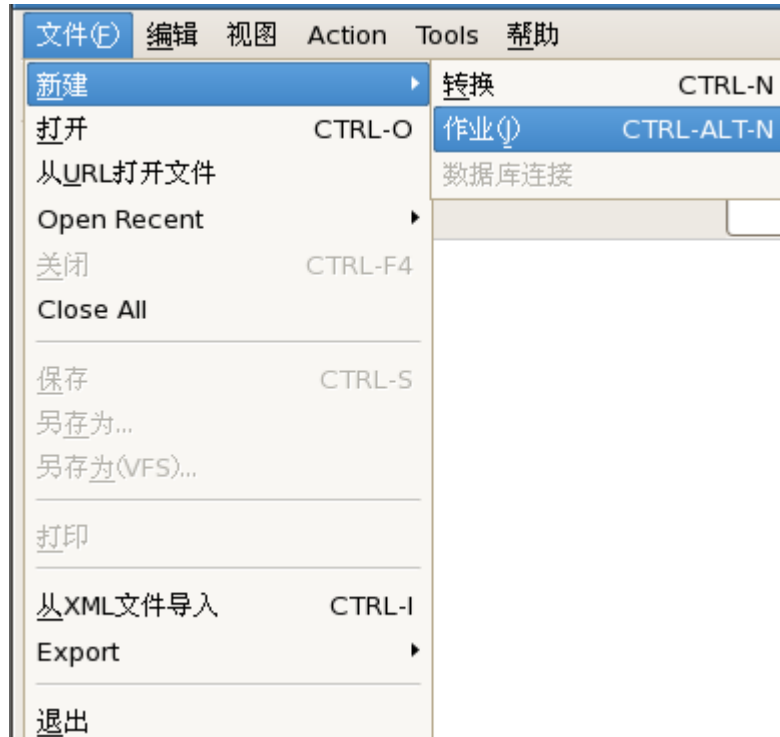 文件(F) 编辑 视图 Action Tools 帮助
新建
打开 CTRL-O
从URL打开文件
Open Recent
关闭 CTRL-F4
Close All
保存 CTRL-S
另存为...
另存为(VFS)...
打印
从XML文件导入 CTRL-I
Export
退出
转换 CTRL-N
作业(J) CTRL-ALT-N
数据库连接